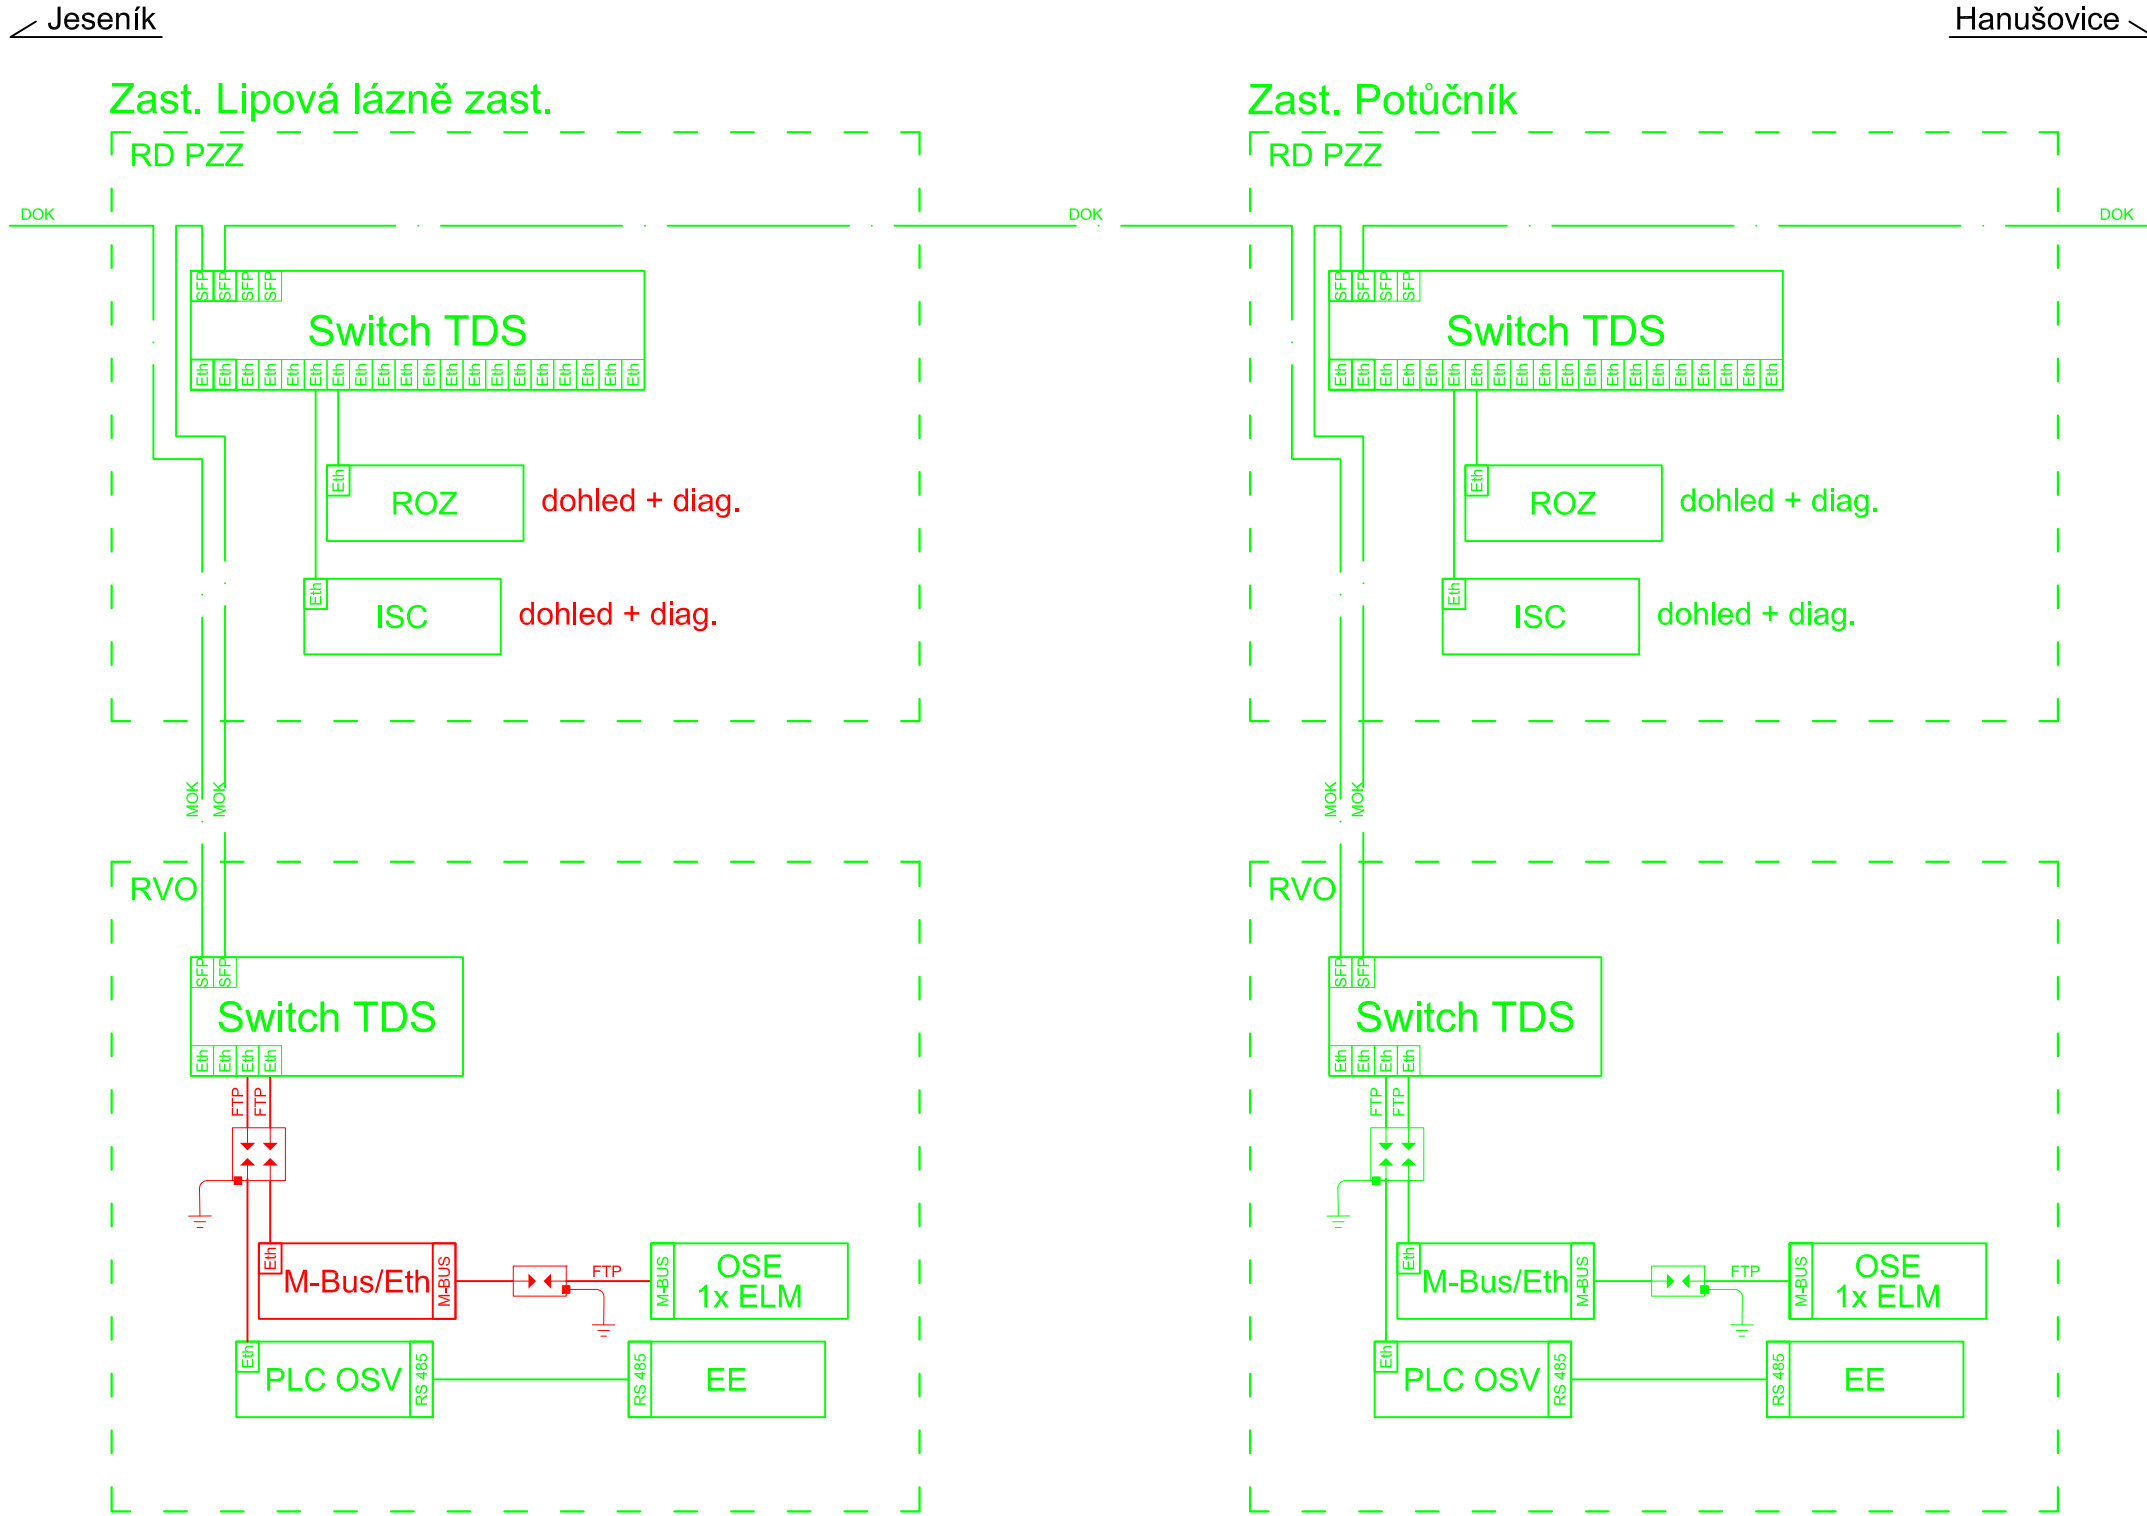 Jeseník
Hanušovice
Zast. Lipová lázně zast.
Zast. Potůčník
RD PZZ
RD PZZ
DOK
DOK
DOK
SFP SFP SFP SFP
SFP SFP SFP SFP
Switch TDS
Switch TDS
Eth Eth Eth Eth Eth Eth Eth Eth Eth Eth Eth Eth Eth Eth Eth Eth Eth Eth Eth Eth
Eth Eth Eth Eth Eth Eth Eth Eth Eth Eth Eth Eth Eth Eth Eth Eth Eth Eth Eth Eth
Eth
ROZ
dohled + diag.
Eth
ROZ
dohled + diag.
Eth
ISC
dohled + diag.
Eth
ISC
dohled + diag.
MOK MOK
MOK MOK
RVO
RVO
SFP SFP
SFP SFP
Switch TDS
Switch TDS
Eth Eth Eth Eth
Eth Eth Eth Eth
FTP FTP
FTP FTP
Eth
M-Bus/Eth
M-BUS
FTP
M-BUS
OSE
1x ELM
Eth
M-Bus/Eth
M-BUS
FTP
M-BUS
OSE
1x ELM
Eth
PLC OSV
RS 485
RS 485
EE
Eth
PLC OSV
RS 485
RS 485
EE